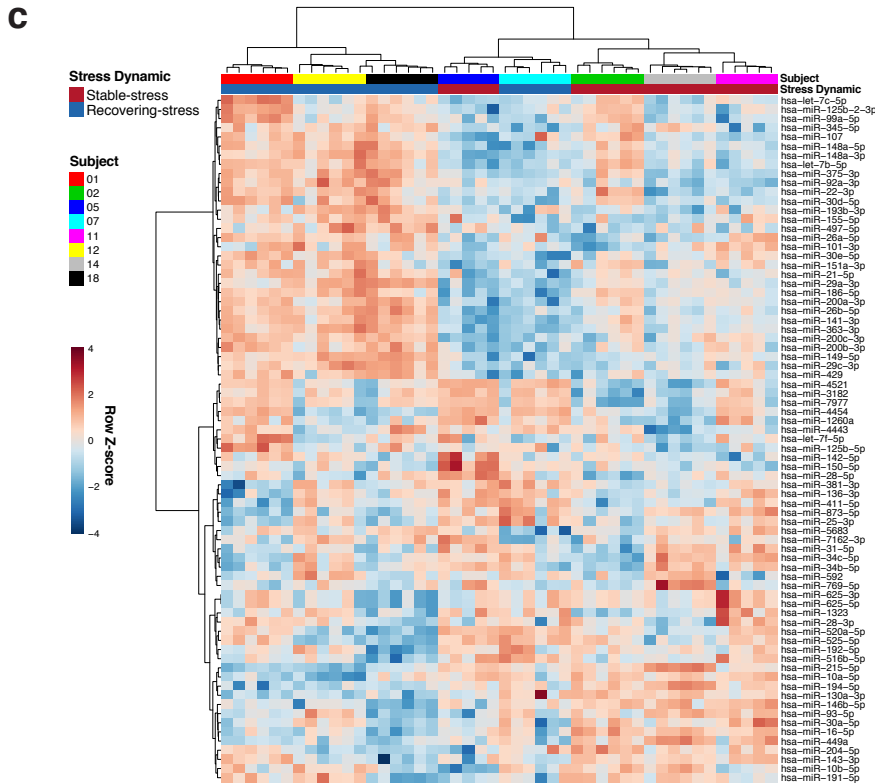 c
Subject
Stress Dynamic
Stress Dynamic
Stable-stress
Recovering-stress
Subject
01
02
05
07
11
12
14
18
4
2
0
−2
−4
Row Z-score
hsa-let-7c-5p
hsa-miR-125b-2-3p
hsa-miR-99a-5p
hsa-miR-345-5p
hsa-miR-107
hsa-miR-148a-5p
hsa-miR-148a-3p
hsa-let-7b-5p
hsa-miR-375-3p
hsa-miR-92a-3p
hsa-miR-22-3p
hsa-miR-30d-5p
hsa-miR-193b-3p
hsa-miR-155-5p
hsa-miR-497-5p
hsa-miR-26a-5p
hsa-miR-101-3p
hsa-miR-30e-5p
hsa-miR-151a-3p
hsa-miR-21-5p
hsa-miR-29a-3p
hsa-miR-186-5p
hsa-miR-200a-3p
hsa-miR-26b-5p
hsa-miR-141-3p
hsa-miR-363-3p
hsa-miR-200c-3p
hsa-miR-200b-3p
hsa-miR-149-5p
hsa-miR-29c-3p
hsa-miR-429
hsa-miR-4521
hsa-miR-3182
hsa-miR-7977
hsa-miR-4454
hsa-miR-1260a
hsa-miR-4443
hsa-let-7f-5p
hsa-miR-125b-5p
hsa-miR-142-5p
hsa-miR-150-5p
hsa-miR-28-5p
hsa-miR-381-3p
hsa-miR-136-3p
hsa-miR-411-5p
hsa-miR-873-5p
hsa-miR-25-3p
hsa-miR-5683
hsa-miR-7162-3p
hsa-miR-31-5p
hsa-miR-34c-5p
hsa-miR-34b-5p
hsa-miR-592
hsa-miR-769-5p
hsa-miR-625-3p
hsa-miR-625-5p
hsa-miR-1323
hsa-miR-28-3p
hsa-miR-520a-5p
hsa-miR-525-5p
hsa-miR-192-5p
hsa-miR-516b-5p
hsa-miR-215-5p
hsa-miR-10a-5p
hsa-miR-194-5p
hsa-miR-130a-3p
hsa-miR-146b-5p
hsa-miR-93-5p
hsa-miR-30a-5p
hsa-miR-16-5p
hsa-miR-449a
hsa-miR-204-5p
hsa-miR-143-3p
hsa-miR-10b-5p
hsa-miR-191-5p